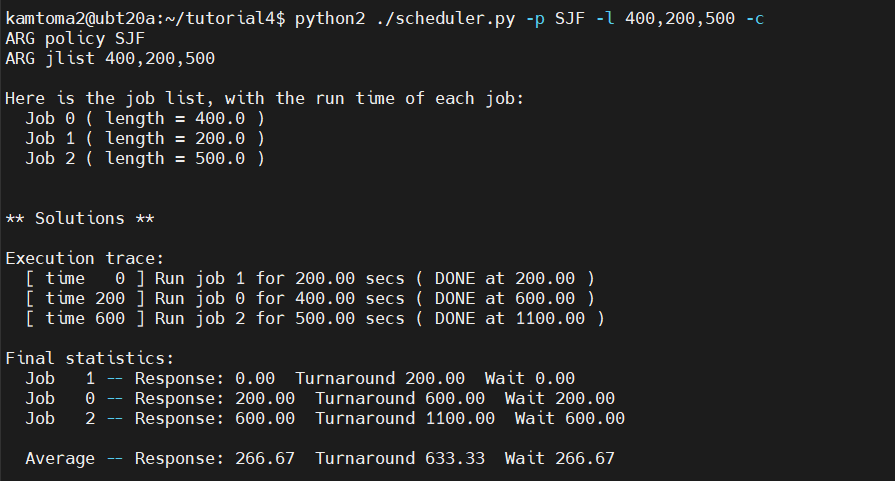 kamtoma2@ubt20a:~/tutorial4$ python2 ./scheduler.py -p SJF -l 400,200,500 -c
ARG policy SJF
ARG jlist 400,200,500
Here is the job list, with the run time of each job:
Job 0 ( length = 400.0 )
Job 1 ( length = 200.0 )
Job 2 ( length = 500.0 )
** Solutions **
Execution trace:
[ time   0 ] Run job 1 for 200.00 secs ( DONE at 200.00 )
[ time 200 ] Run job 0 for 400.00 secs ( DONE at 600.00 )
[ time 600 ] Run job 2 for 500.00 secs ( DONE at 1100.00 )
Final statistics:
Job   1 -- Response: 0.00  Turnaround 200.00  Wait 0.00
Job   0 -- Response: 200.00  Turnaround 600.00  Wait 200.00
Job   2 -- Response: 600.00  Turnaround 1100.00  Wait 600.00
Average -- Response: 266.67  Turnaround 633.33  Wait 266.67